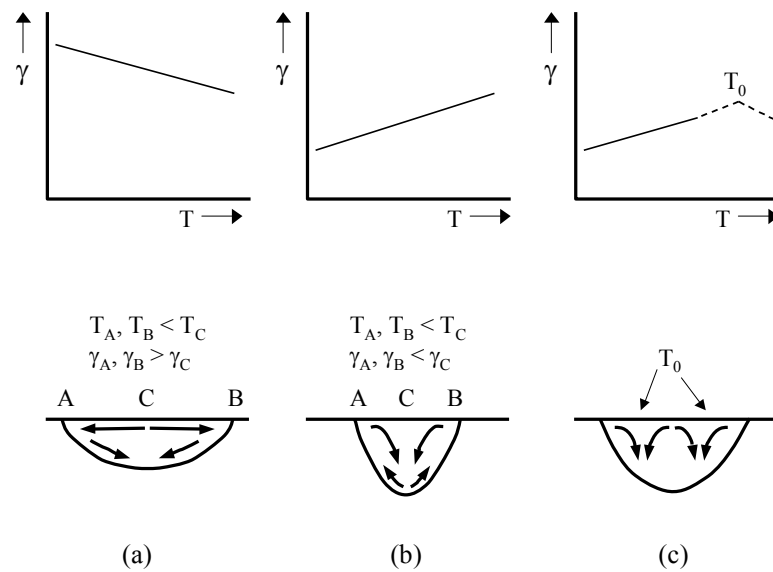 γ
T
γ
T
γ
T₀
T
T_A, T_B < T_C
γ_A, γ_B > γ_C
A C B
T_A, T_B < T_C
γ_A, γ_B < γ_C
A C B
T₀
(a)
(b)
(c)